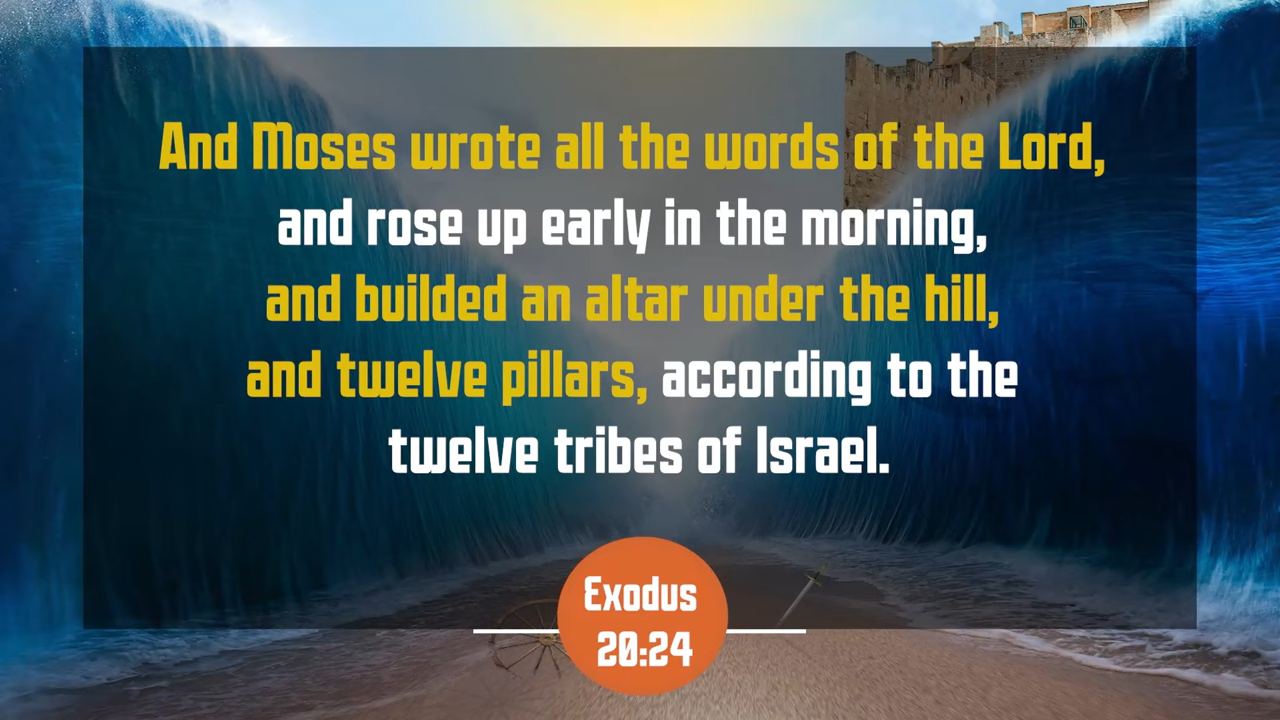 And Moses wrote all the words of the Lord,
and rose up early in the morning,
and builded an altar under the hill,
and twelve pillars, according to the
twelve tribes of Israel.
Exodus
20:24